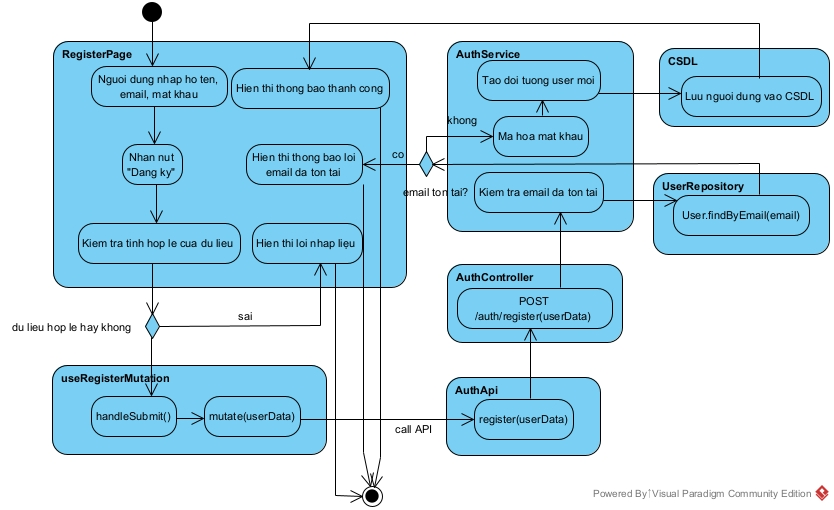 RegisterPage
Nguoi dung nhap ho ten,
email, mat khau
Hien thi thong bao thanh cong
Nhan nut
"Dang ky"
Hien thi thong bao loi
email da ton tai
Kiem tra tinh hop le cua du lieu
Hien thi loi nhap liệu
AuthService
Tao doi tuong user moi
khong
Ma hoa mat khau
co
email ton tai?
Kiem tra email da ton tai
CSDL
Luu nguoi dung vao CSDL
UserRepository
User.findByEmail(email)
AuthController
POST
/auth/register(userData)
du lieu hop le hay khong
sai
useRegisterMutation
handleSubmit()
mutate(userData)
call API
AuthApi
register(userData)
Powered By Visual Paradigm Community Edition